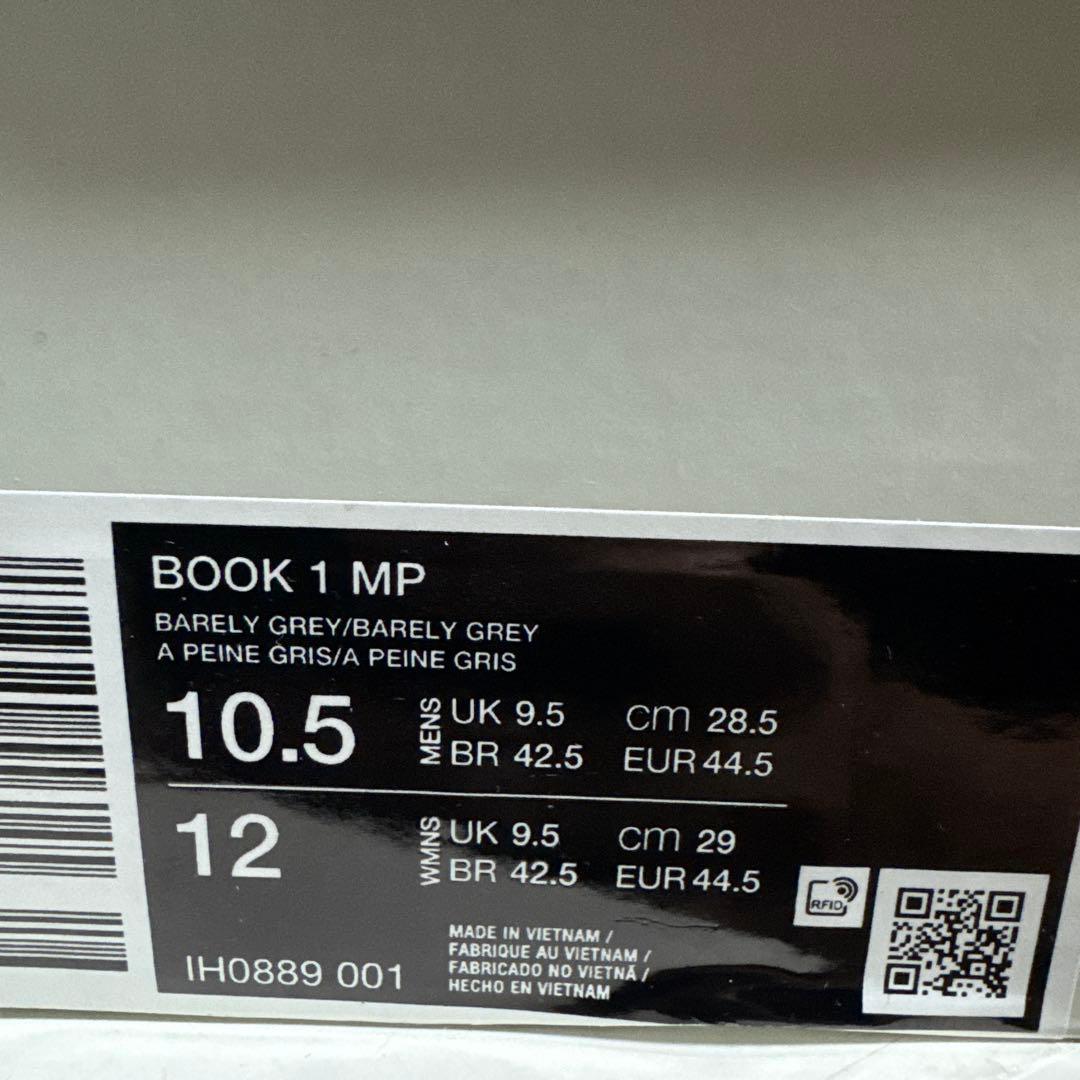 BOOK 1 MP
BARELY GREY/BARELY GREY
A PEINE GRIS/A PEINE GRIS
10.5
MENS
UK 9.5 cm 28.5
BR 42.5 EUR 44.5
12
WMNS
UK 9.5 cm 29
BR 42.5 EUR 44.5
RFID
MADE IN VIETNAM /
FABRIQUE AU VIETNAM /
FABRICADO NO VIETNÃ /
HECHO EN VIETNAM
IH0889 001